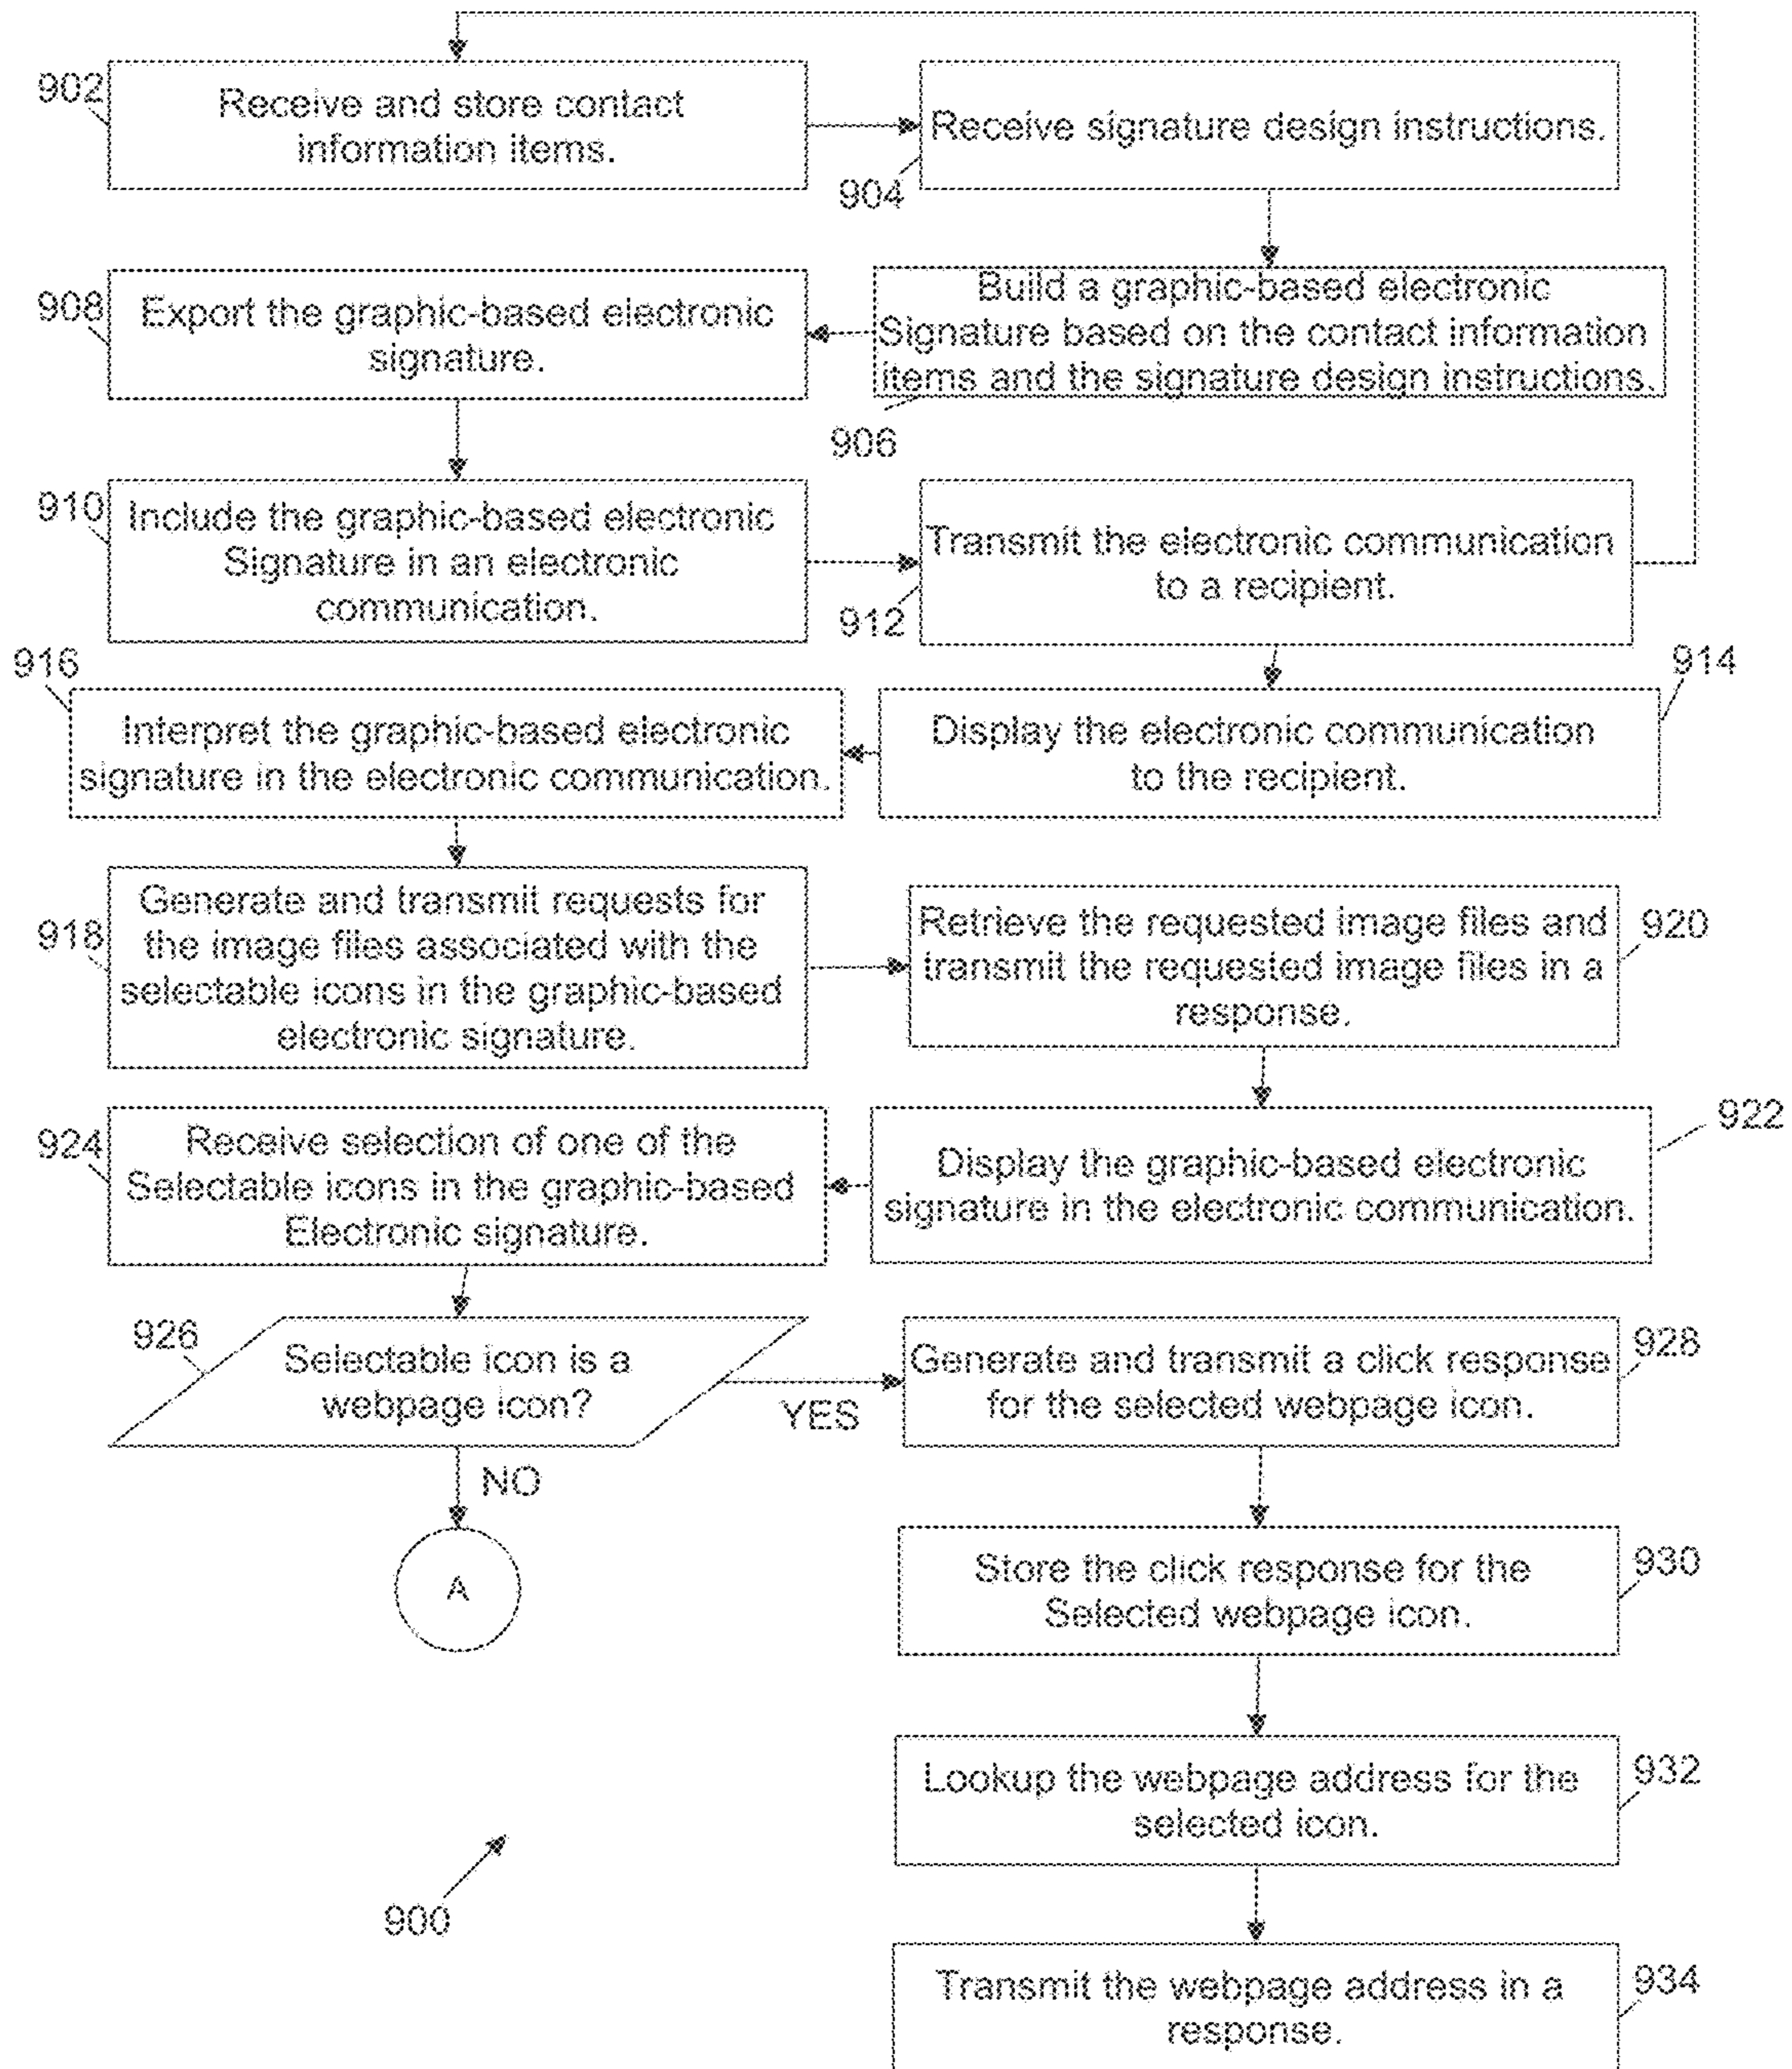 902
Receive and store contact
information items.
Receive signature design instructions.
904
908
Export the graphic-based electronic
signature.
Build a graphic-based electronic
Signature based on the contact information
items and the signature design instructions.
906
910
Include the graphic-based electronic
Signature in an electronic
communication.
Transmit the electronic communication
to a recipient.
912
916
914
Interpret the graphic-based electronic
signature in the electronic communication.
Display the electronic communication
to the recipient.
918
Generate and transmit requests for
the image files associated with the
selectable icons in the graphic-based
electronic signature.
Retrieve the requested image files and
transmit the requested image files in a
response.
920
924
Receive selection of one of the
Selectable icons in the graphic-based
Electronic signature.
922
Display the graphic-based electronic
signature in the electronic communication.
926
Selectable icon is a
webpage icon?
YES
NO
A
Generate and transmit a click response
for the selected webpage icon.
928
Store the click response for the
Selected webpage icon.
930
Lookup the webpage address for the
selected icon.
932
900
Transmit the webpage address in a
response.
934